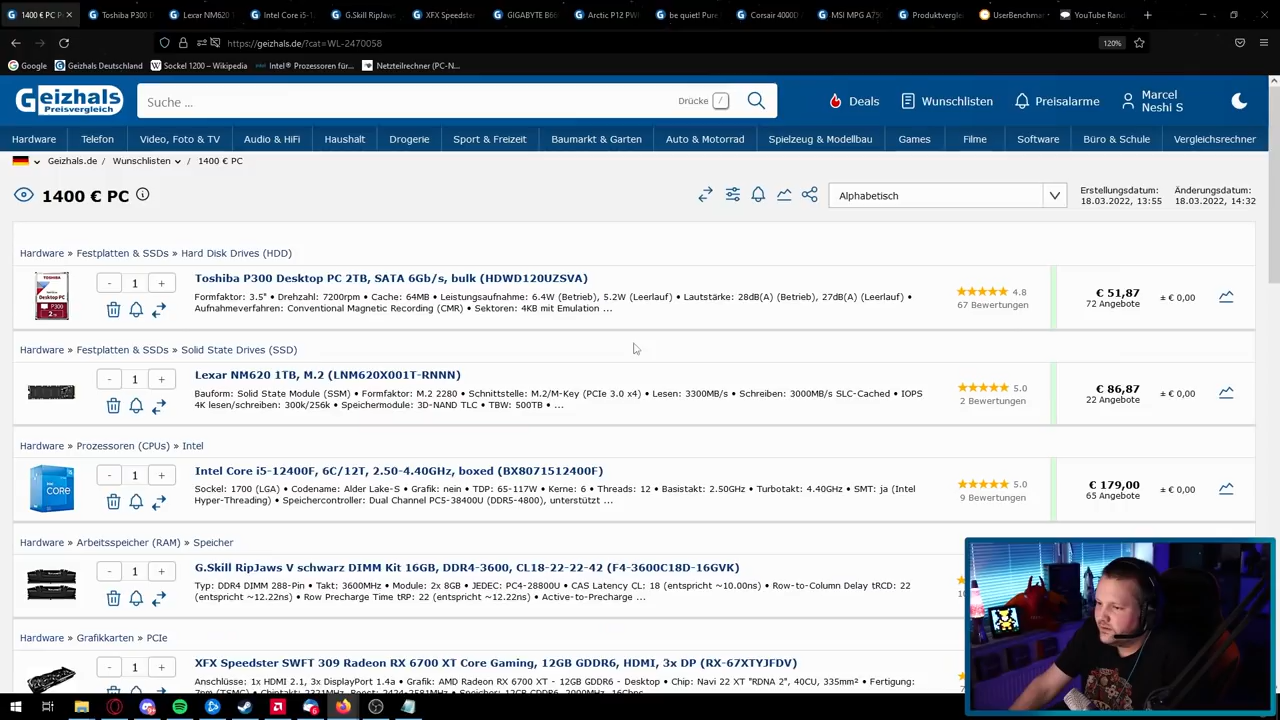 1400 € PC P
Toshiba P300 D
Lexar NM620 1
Intel Core i5-1
G.Skill RipJaws
XFX Speedster
GIGABYTE B66
Arctic P12 PW
be quiet! Pure
Corsair 4000D
MSI MPG A75
Produktvergle
UserBenchmar
YouTube Ran
https://geizhals.de/?cat=WL-2470058
120%
Google
Geizhals Deutschland
Sockel 1200 – Wikipedia
Intel® Prozessoren für...
Netzteilrechner (PC-N...
Geizhals
Preisvergleich
Suche ...
Drücke /
Deals
Wunschlisten
Preisalarme
Marcel
Neshi S
Hardware
Telefon
Video, Foto & TV
Audio & HiFi
Haushalt
Drogerie
Sport & Freizeit
Baumarkt & Garten
Auto & Motorrad
Spielzeug & Modellbau
Games
Filme
Software
Büro & Schule
Vergleichsrechner
Geizhals.de / Wunschlisten / 1400 € PC
1400 € PC
Alphabetisch
Erstellungsdatum:
18.03.2022, 13:55
Änderungsdatum:
18.03.2022, 14:32
Hardware » Festplatten & SSDs » Hard Disk Drives (HDD)
- 1 +
Toshiba P300 Desktop PC 2TB, SATA 6Gb/s, bulk (HDWD120UZSVA)
Formfaktor: 3.5" • Drehzahl: 7200rpm • Cache: 64MB • Leistungsaufnahme: 6.4W (Betrieb), 5.2W (Leerlauf) • Lautstärke: 28dB(A) (Betrieb), 27dB(A) (Leerlauf) •
Aufnahmeverfahren: Conventional Magnetic Recording (CMR) • Sektoren: 4KB mit Emulation ...
4.8
67 Bewertungen
€ 51,87
72 Angebote
± € 0,00
Hardware » Festplatten & SSDs » Solid State Drives (SSD)
- 1 +
Lexar NM620 1TB, M.2 (LNM620X001T-RNNN)
Bauform: Solid State Module (SSM) • Formfaktor: M.2 2280 • Schnittstelle: M.2/M-Key (PCIe 3.0 x4) • Lesen: 3300MB/s • Schreiben: 3000MB/s SLC-Cached • IOPS
4K lesen/schreiben: 300k/256k • Speichermodule: 3D-NAND TLC • TBW: 500TB • ...
5.0
2 Bewertungen
€ 86,87
22 Angebote
± € 0,00
Hardware » Prozessoren (CPUs) » Intel
- 1 +
Intel Core i5-12400F, 6C/12T, 2.50-4.40GHz, boxed (BX8071512400F)
Sockel: 1700 (LGA) • Codename: Alder Lake-S • Grafik: nein • TDP: 65-117W • Kerne: 6 • Threads: 12 • Basistakt: 2.50GHz • Turbotakt: 4.40GHz • SMT: ja (Intel
Hyper-Threading) • Speichercontroller: Dual Channel PC5-38400U (DDR5-4800), unterstützt ...
5.0
9 Bewertungen
€ 179,00
65 Angebote
± € 0,00
Hardware » Arbeitsspeicher (RAM) » Speicher
- 1 +
G.Skill RipJaws V schwarz DIMM Kit 16GB, DDR4-3600, CL18-22-22-42 (F4-3600C18D-16GVK)
Typ: DDR4 DIMM 288-Pin • Takt: 3600MHz • Module: 2x 8GB • JEDEC: PC4-28800U • CAS Latency CL: 18 (entspricht ~10.00ns) • Row-to-Column Delay tRCD: 22
(entspricht ~12.22ns) • Row Precharge Time tRP: 22 (entspricht ~12.22ns) • Active-to-Precharge ...
Hardware » Grafikkarten » PCIe
- 1 +
XFX Speedster SWFT 309 Radeon RX 6700 XT Core Gaming, 12GB GDDR6, HDMI, 3x DP (RX-67XTYJFDV)
Anschlüsse: 1x HDMI 2.1, 3x DisplayPort 1.4a • Grafik: AMD Radeon RX 6700 XT - 12GB GDDR6 - Desktop • Chip: Navi 22 XT "RDNA 2", 40CU, 335mm² • Fertigung: